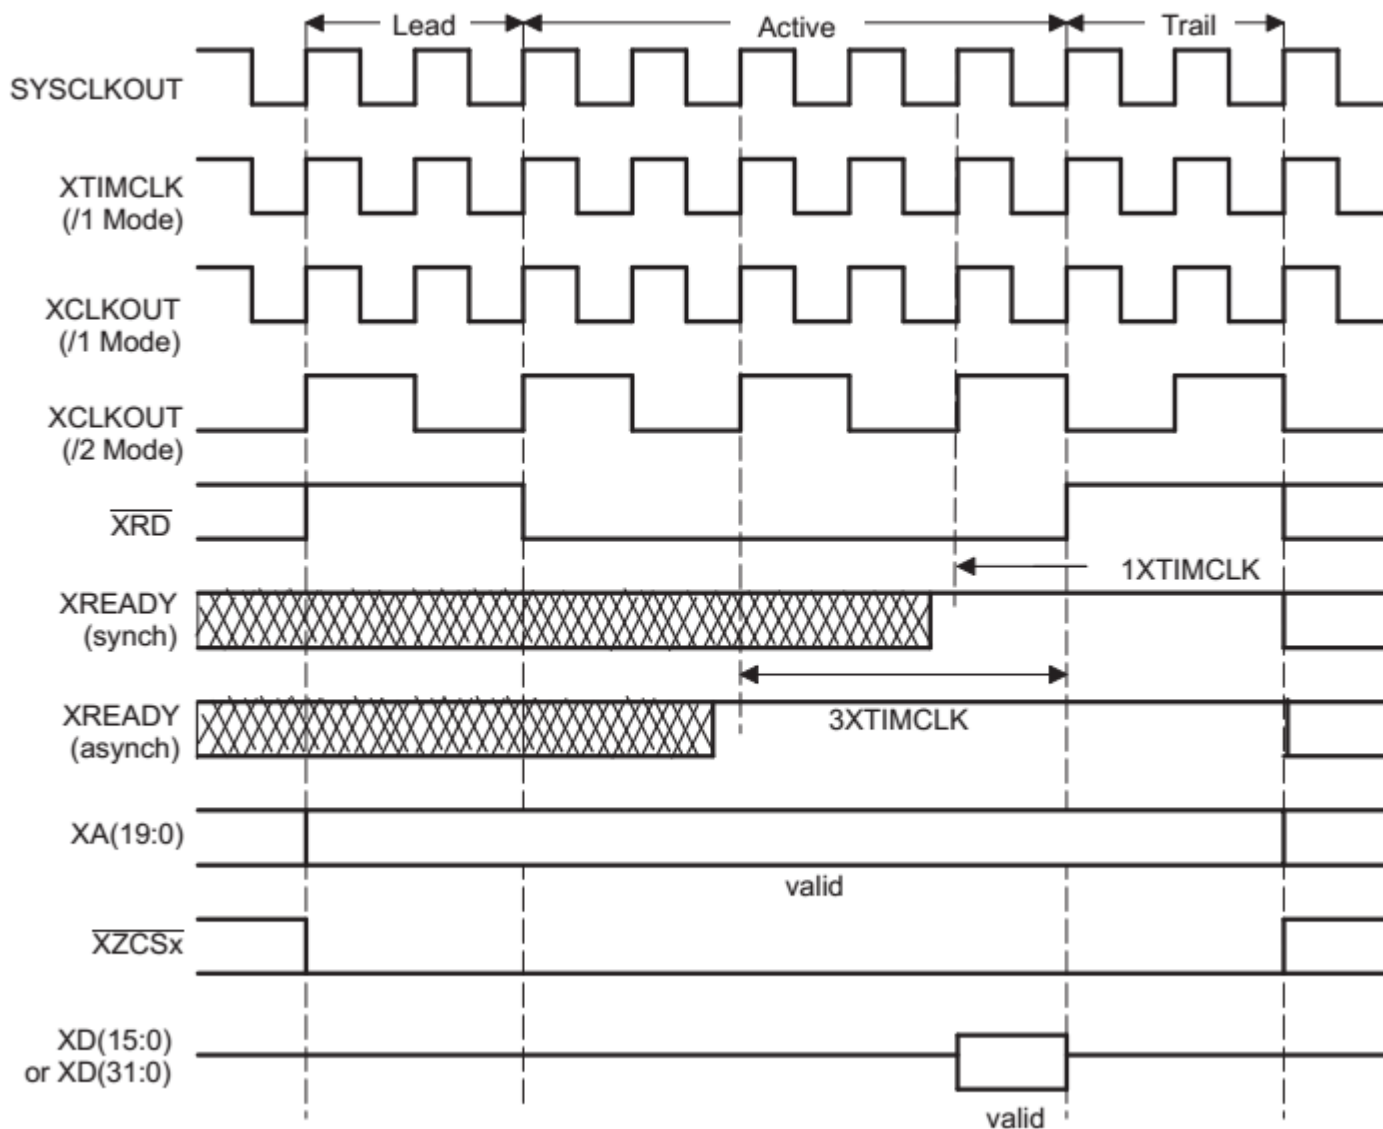 Lead
Active
Trail
SYSCLKOUT
XTIMCLK
(/1 Mode)
XCLKOUT
(/1 Mode)
XCLKOUT
(/2 Mode)
XRD
1XTIMCLK
XREADY
(synch)
XREADY
(asynch)
3XTIMCLK
XA(19:0)
valid
XZCSx
XD(15:0)
or XD(31:0)
valid